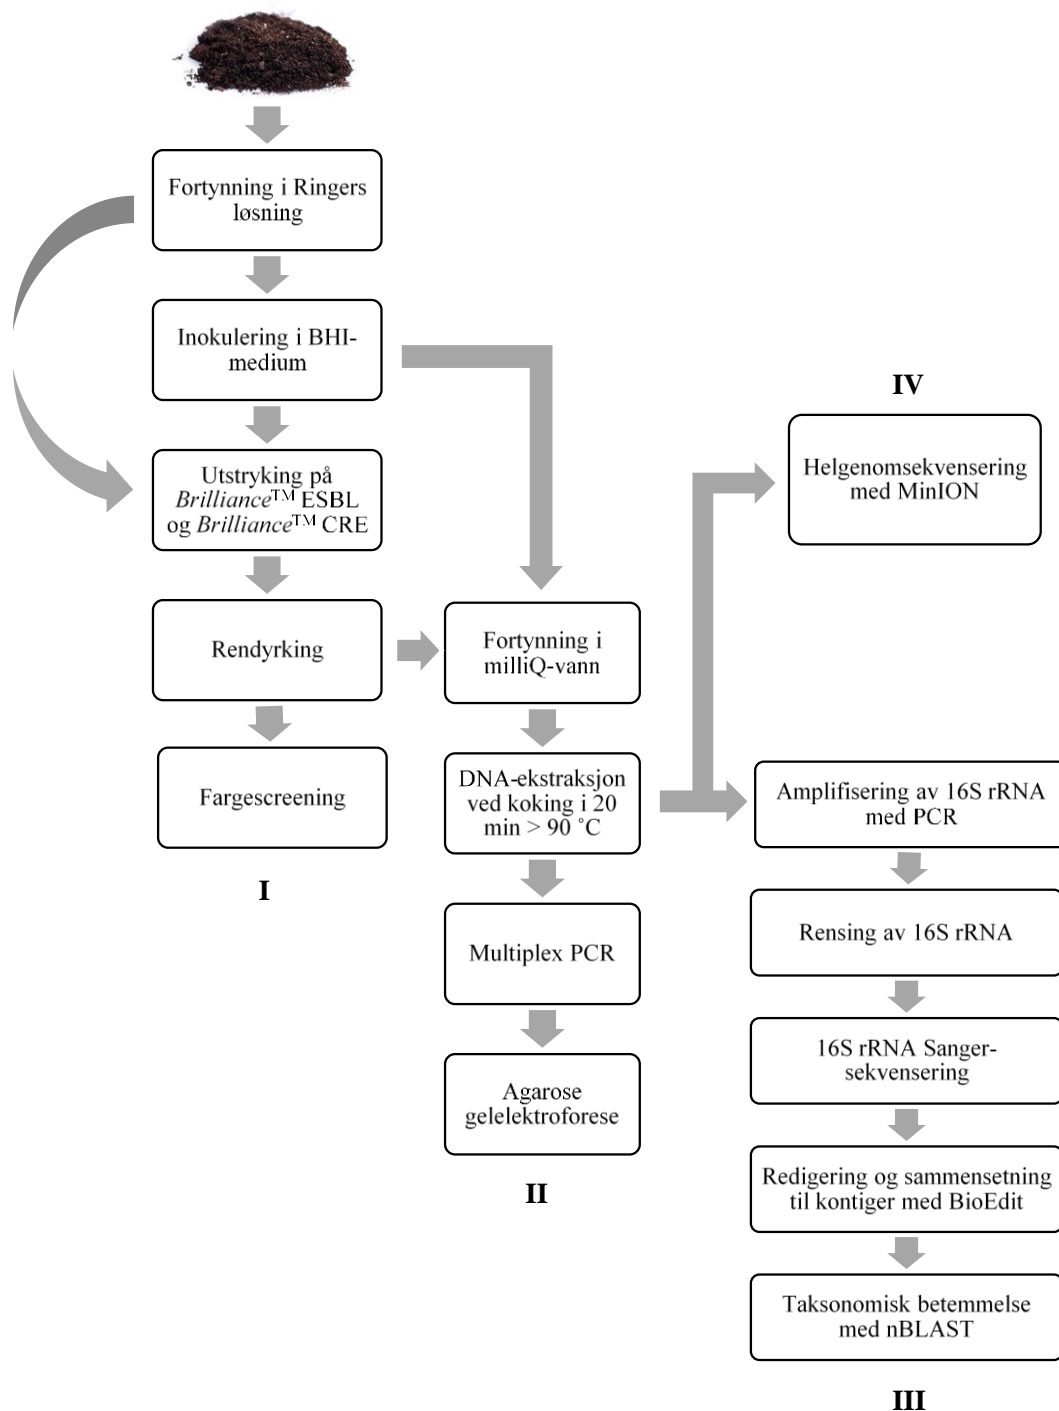 Fortynning i Ringers
løsning
Inokulering i BHI-
medium
Utstryking på
Brilliance™ ESBL
og Brilliance™ CRE
Rendyrking
Fargescreening
I
Fortynning i
milliQ-vann
DNA-ekstraksjon
ved koking i 20
min > 90 ˚C
Multiplex PCR
Agarose
gelelektroforese
II
IV
Helgenomsekvensering
med MinION
Amplifisering av 16S rRNA
med PCR
Rensing av 16S rRNA
16S rRNA Sanger-
sekvensering
Redigering og sammensetning
til kontiger med BioEdit
Taksonomisk betemmelse
med nBLAST
III